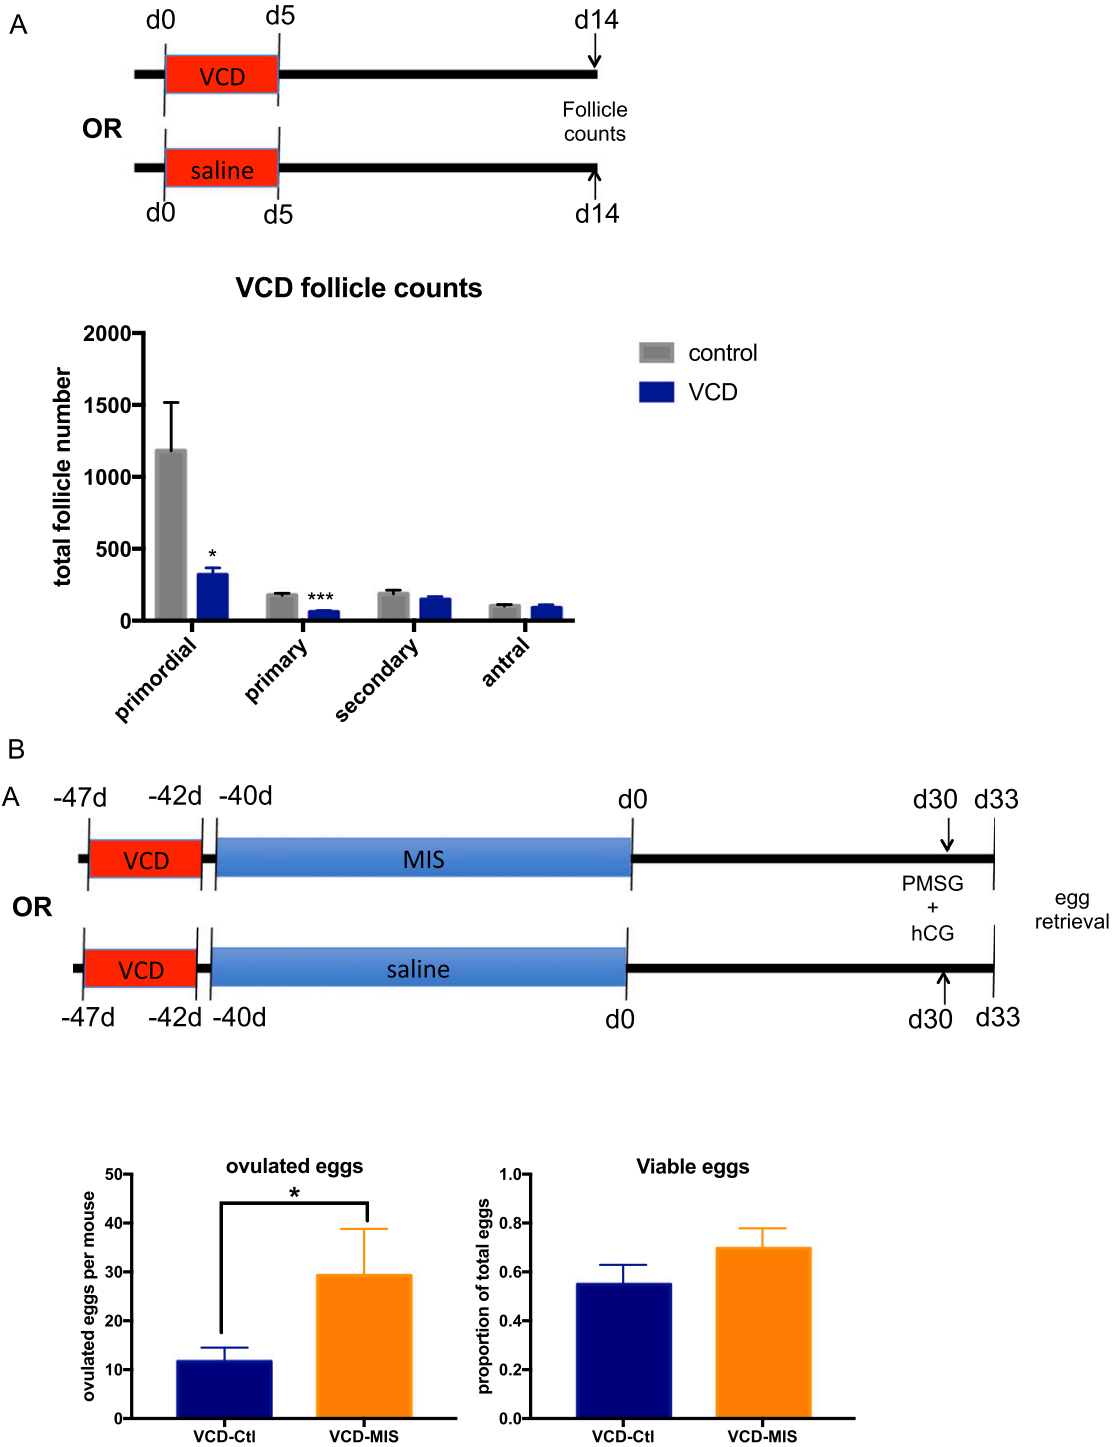 A
d0 d5 d14
VCD
Follicle
counts
OR
saline
d0 d5 d14
VCD follicle counts
total follicle number
2000
1500
1000
500
0
*
***
primordial
primary
secondary
antral
control
VCD
B
A
-47d -42d -40d d0 d30 d33
VCD MIS
PMSG
+
hCG
egg
retrieval
OR
VCD saline
-47d -42d -40d d0 d30 d33
ovulated eggs
ovulated eggs per mouse
50
40
30
20
10
0
*
VCD-Ctl VCD-MIS
Viable eggs
proportion of total eggs
1.0
0.8
0.6
0.4
0.2
0.0
VCD-Ctl VCD-MIS